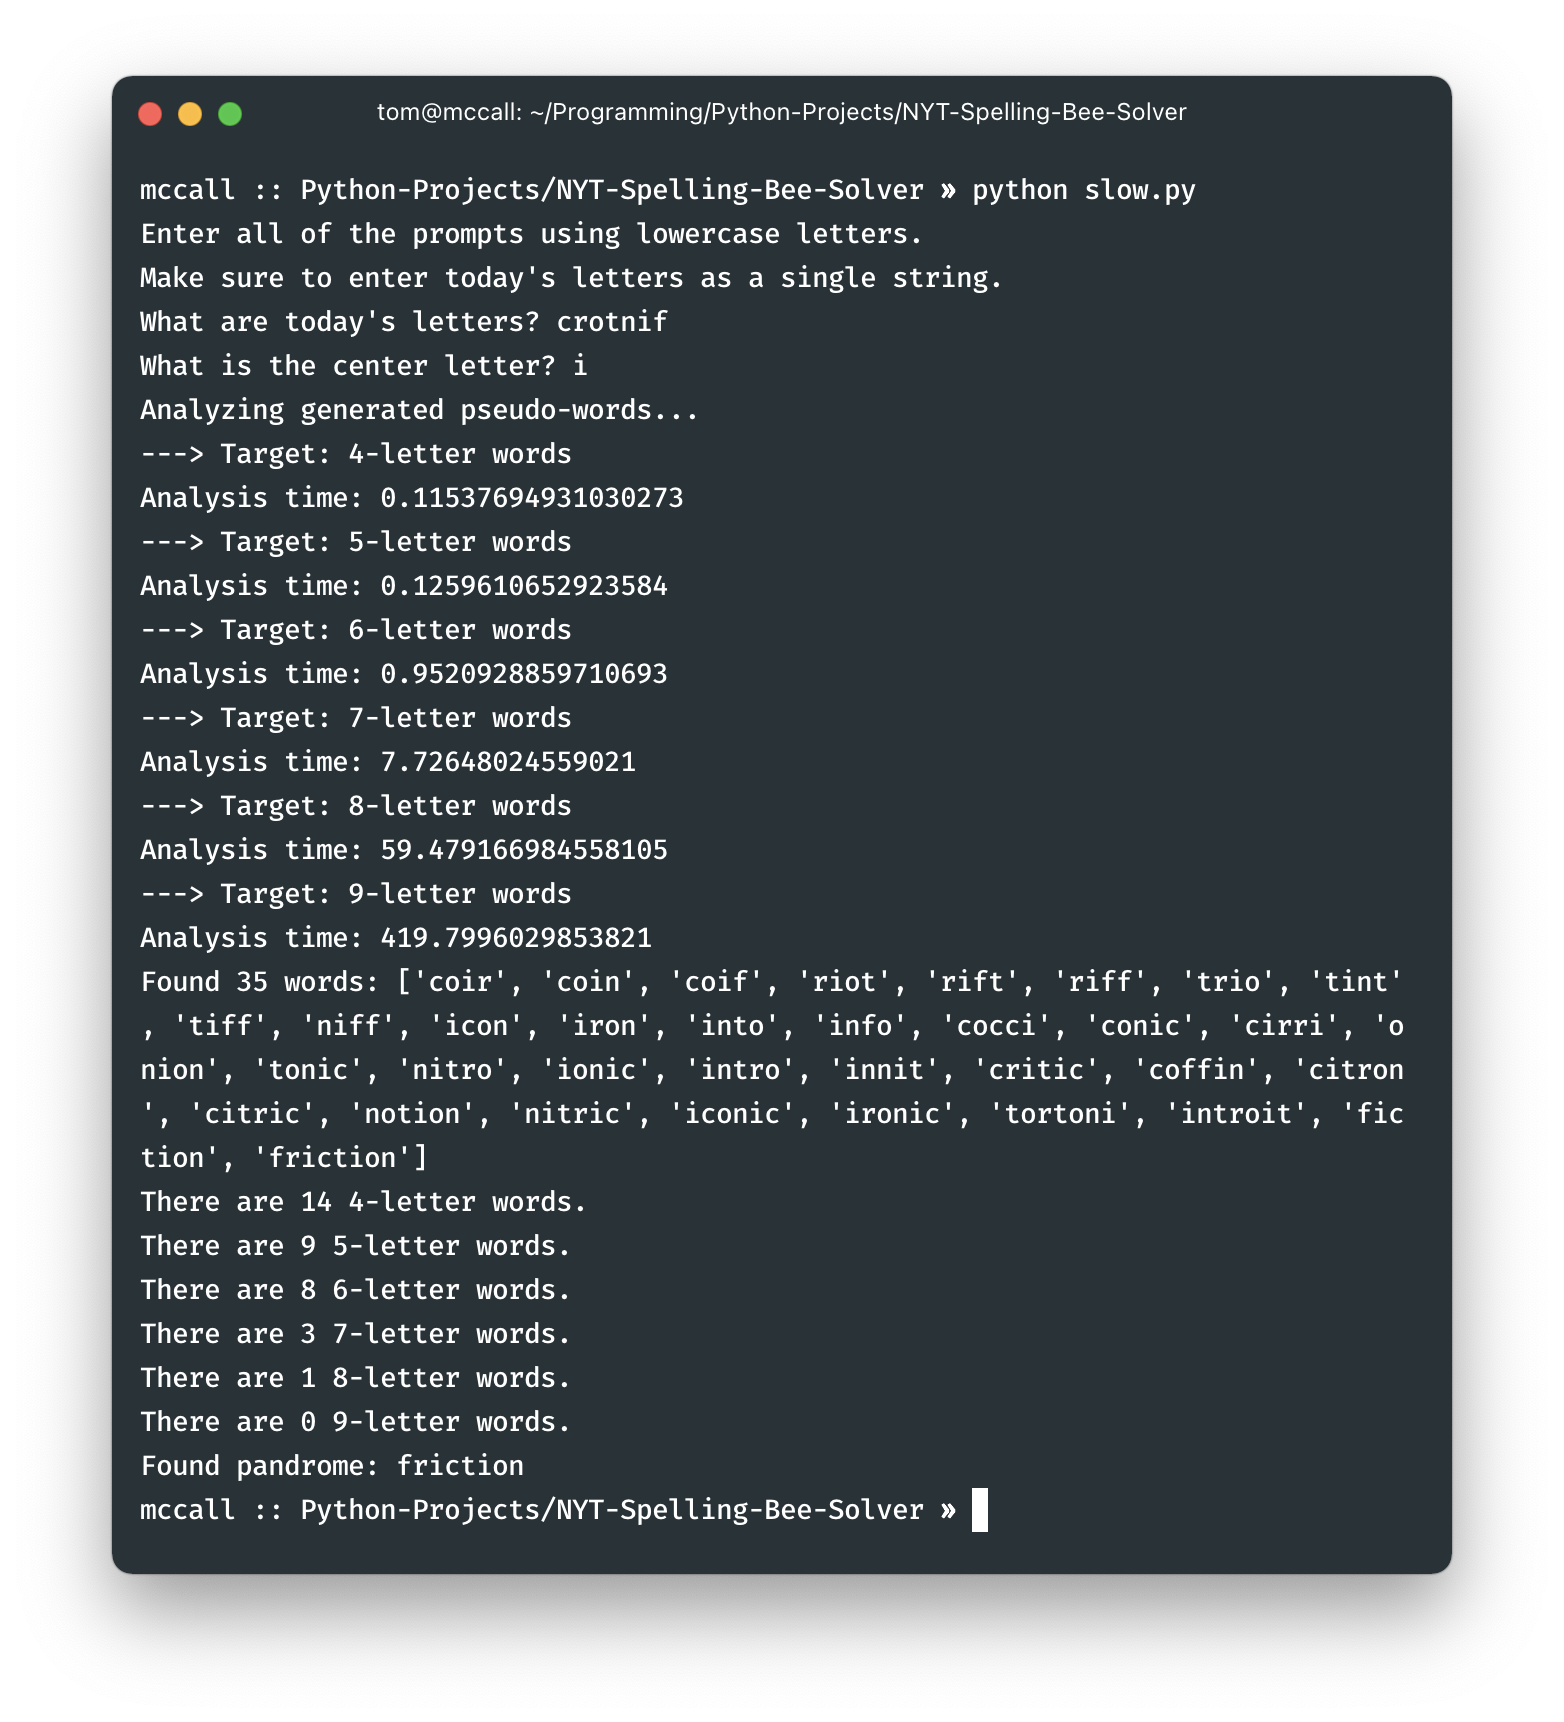 tom@mccall: ~/Programming/Python-Projects/NYT-Spelling-Bee-Solver
mccall :: Python-Projects/NYT-Spelling-Bee-Solver » python slow.py
Enter all of the prompts using lowercase letters.
Make sure to enter today's letters as a single string.
What are today's letters? crotnif
What is the center letter? i
Analyzing generated pseudo-words...
---> Target: 4-letter words
Analysis time: 0.11537694931030273
---> Target: 5-letter words
Analysis time: 0.1259610652923584
---> Target: 6-letter words
Analysis time: 0.9520928859710693
---> Target: 7-letter words
Analysis time: 7.72648024559021
---> Target: 8-letter words
Analysis time: 59.479166984558105
---> Target: 9-letter words
Analysis time: 419.7996029853821
Found 35 words: ['coir', 'coin', 'coif', 'riot', 'rift', 'riff', 'trio', 'tint'
, 'tiff', 'niff', 'icon', 'iron', 'into', 'info', 'cocci', 'conic', 'cirri', 'o
nion', 'tonic', 'nitro', 'ionic', 'intro', 'innit', 'critic', 'coffin', 'citron
', 'citric', 'notion', 'nitric', 'iconic', 'ironic', 'tortoni', 'introit', 'fic
tion', 'friction']
There are 14 4-letter words.
There are 9 5-letter words.
There are 8 6-letter words.
There are 3 7-letter words.
There are 1 8-letter words.
There are 0 9-letter words.
Found pandrome: friction
mccall :: Python-Projects/NYT-Spelling-Bee-Solver »